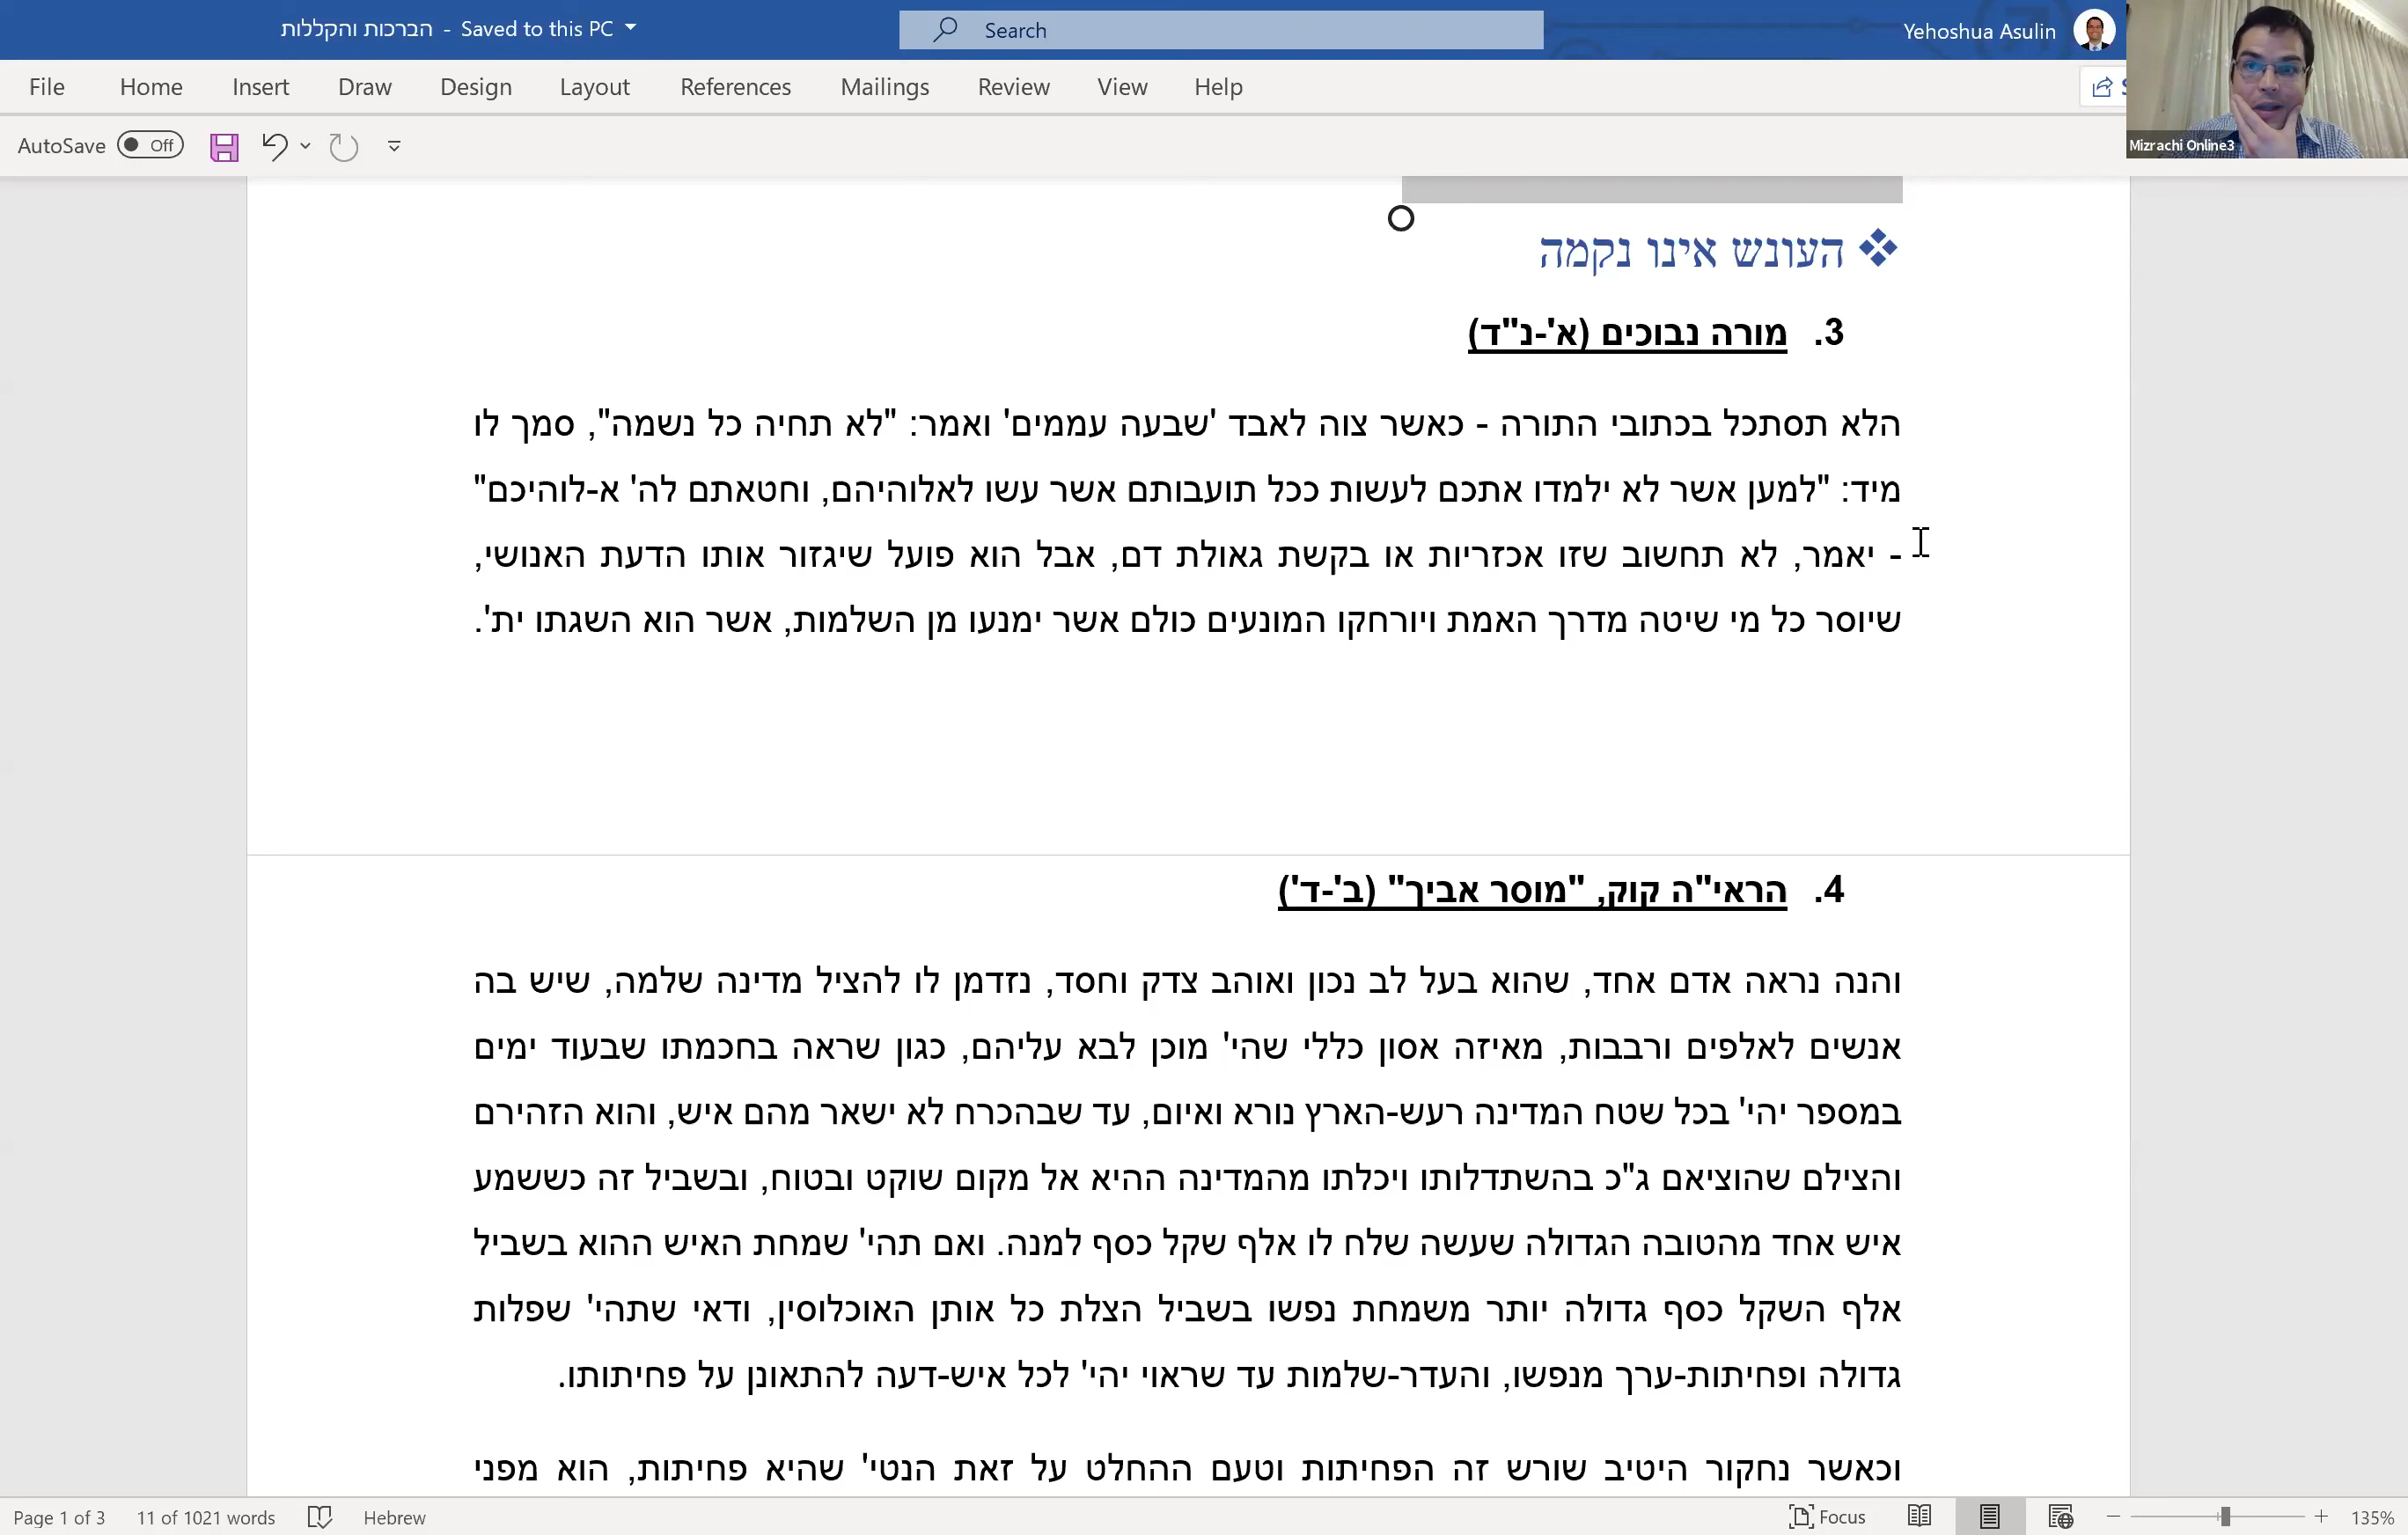 הברכות והקללות - Saved to this PC
Search
Yehoshua Asulin
File Home Insert Draw Design Layout References Mailings Review View Help
Mizrachi Online3
AutoSave Off
העונש אינו נקמה
3. מורה נבוכים (א'-נ"ד)
הלא תסתכל בכתובי התורה - כאשר צוה לאבד 'שבעה עממים' ואמר: "לא תחיה כל נשמה", סמך לו
מיד: "למען אשר לא ילמדו אתכם לעשות ככל תועבותם אשר עשו לאלוהיהם, וחטאתם לה' א-לוהיכם"
- יאמר, לא תחשוב שזו אכזריות או בקשת גאולת דם, אבל הוא פועל שיגזור אותו הדעת האנושי,
שיוסר כל מי שיטה מדרך האמת ויורחקו המונעים כולם אשר ימנעו מן השלמות, אשר הוא השגתו ית'.
4. הראי"ה קוק, "מוסר אביך" (ב'-ד')
והנה נראה אדם אחד, שהוא בעל לב נכון ואוהב צדק וחסד, נזדמן לו להציל מדינה שלמה, שיש בה
אנשים לאלפים ורבבות, מאיזה אסון כללי שהי' מוכן לבא עליהם, כגון שראה בחכמתו שבעוד ימים
במספר יהי' בכל שטח המדינה רעש-הארץ נורא ואיום, עד שבהכרח לא ישאר מהם איש, והוא הזהירם
והצילם שהוציאם ג"כ בהשתדלותו ויכלתו מהמדינה ההיא אל מקום שוקט ובטוח, ובשביל זה כששמע
איש אחד מהטובה הגדולה שעשה שלח לו אלף שקל כסף למנה. ואם תהי' שמחת האיש ההוא בשביל
אלף השקל כסף גדולה יותר משמחת נפשו בשביל הצלת כל אותן האוכלוסין, ודאי שתהי' שפלות
גדולה ופחיתות-ערך מנפשו, והעדר-שלמות עד שראוי יהי' לכל איש-דעה להתאונן על פחיתותו.
וכאשר נחקור היטיב שורש זה הפחיתות וטעם ההחלט על זאת הנטי' שהיא פחיתות, הוא מפני
Page 1 of 3 11 of 1021 words Hebrew Focus 135%